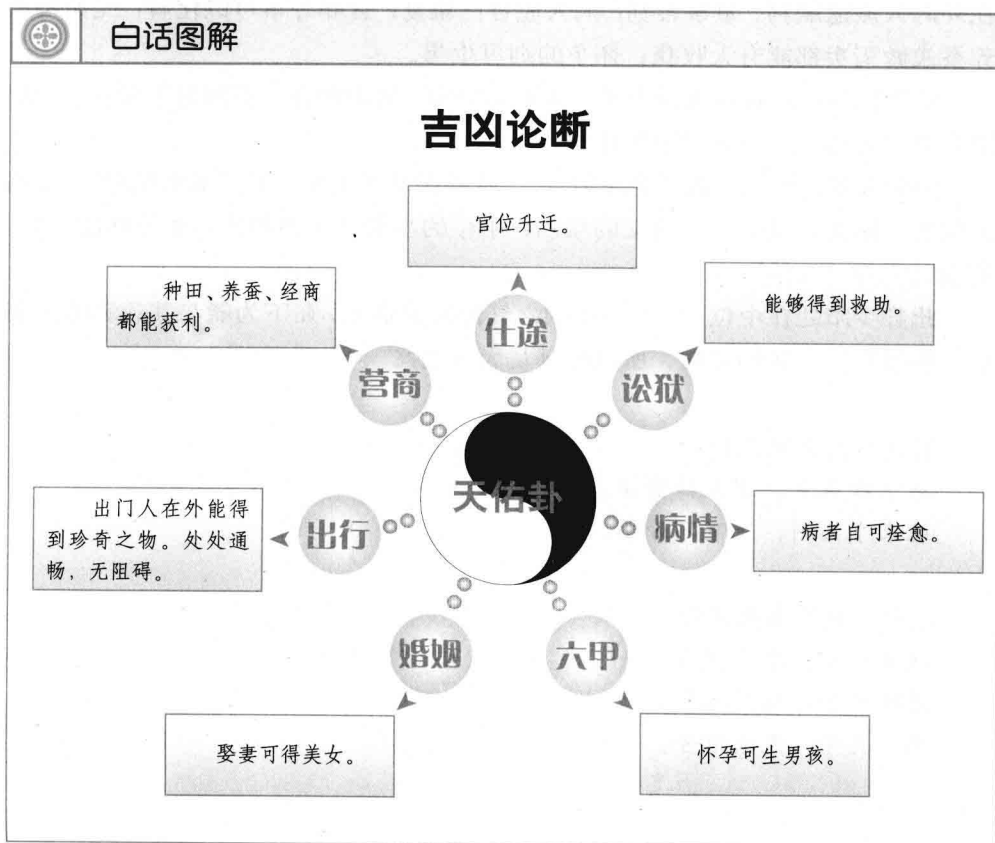 白话图解
吉凶论断
官位升迁。
种田、养蚕、经商
都能获利。
能够得到救助。
仕途
营商
讼狱
天佑卦
出门人在外能得
到珍奇之物。处处通
畅，无阻碍。
出行
病情
病者自可痊愈。
婚姻
六甲
娶妻可得美女。
怀孕可生男孩。